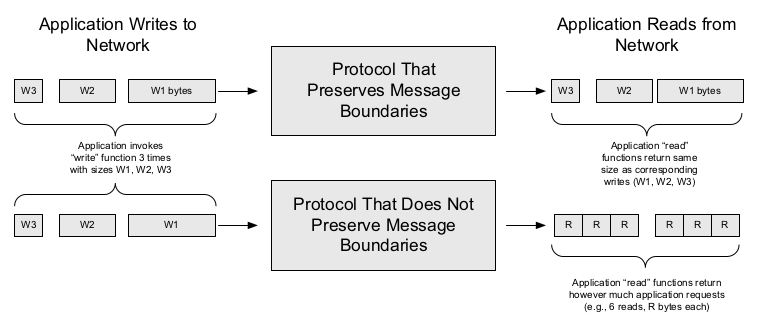 Application Writes to
Network
Application Reads from
Network
Protocol That
Preserves Message
Boundaries
W3
W2
W1 bytes
W3
W2
W1 bytes
Application invokes
"write" function 3 times
with sizes W1, W2, W3
Application "read"
functions return same
size as corresponding
writes (W1, W2, W3)
Protocol That Does Not
Preserve Message
Boundaries
W3
W2
W1
R
R
R
R
R
R
Application "read" functions return
however much application requests
(e.g., 6 reads, R bytes each)